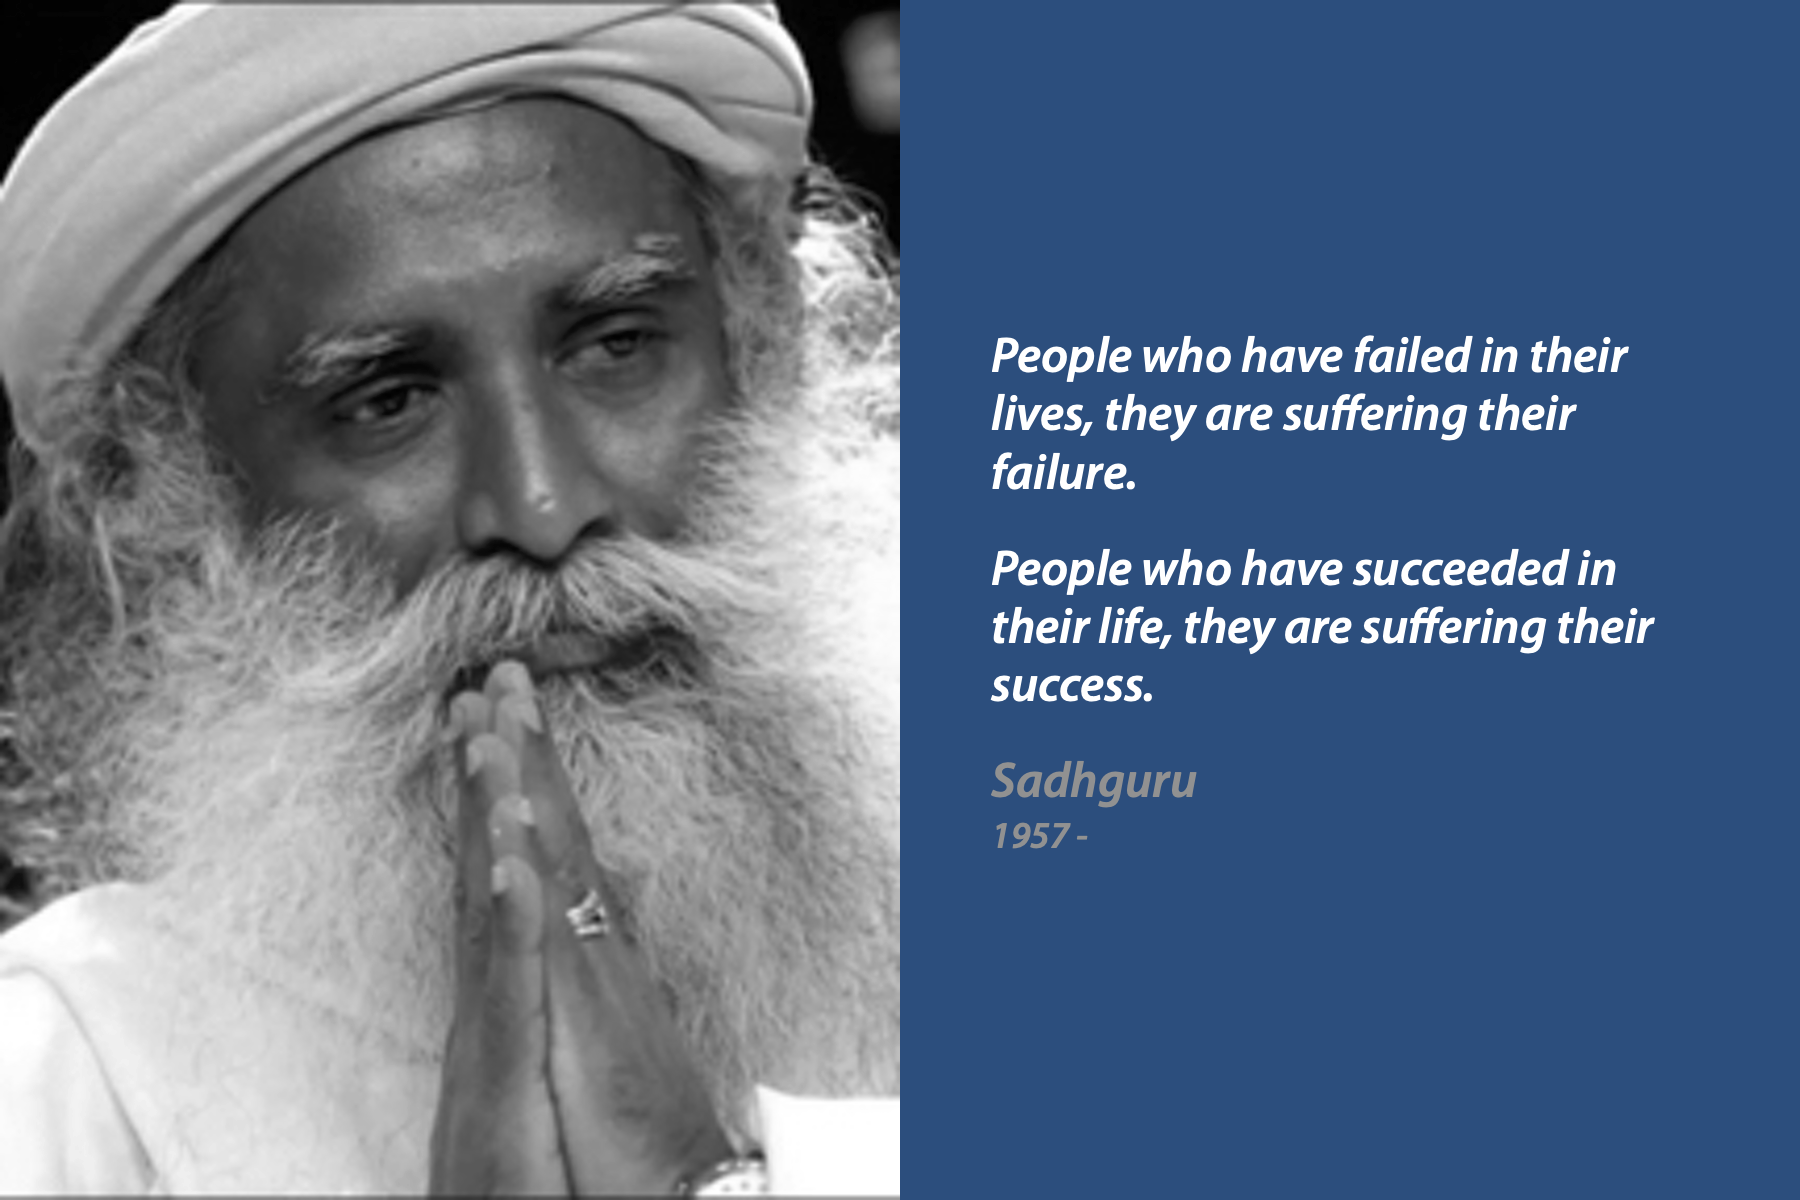 People who have failed in their
lives, they are suffering their
failure.
People who have succeeded in
their life, they are suffering their
success.
Sadhguru
1957 -